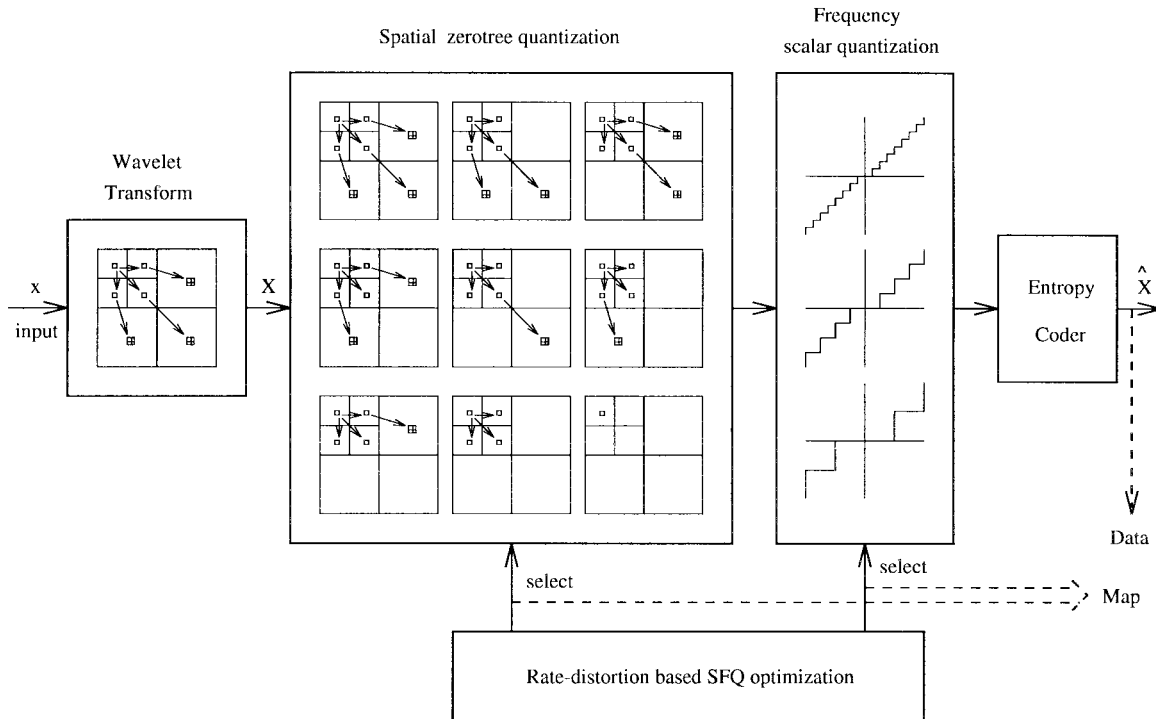 Spatial zerotree quantization
Frequency
scalar quantization
Wavelet
Transform
x
input
X
Entropy
Coder
^
X
Data
select
select
Map
Rate-distortion based SFQ optimization